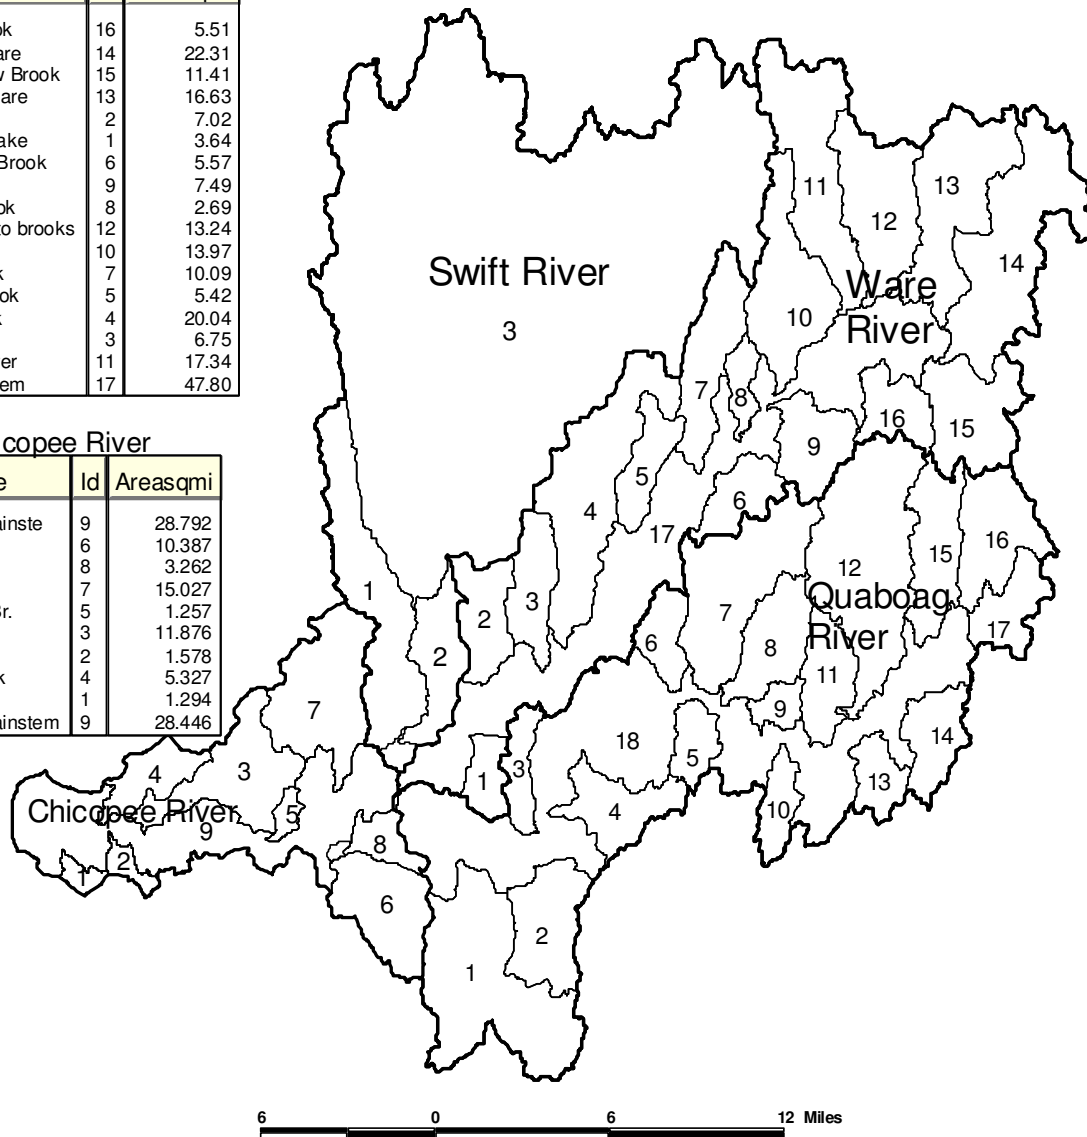 ok 16 5.51
are 14 22.31
w Brook 15 11.41
are 13 16.63
2 7.02
ake 1 3.64
Brook 6 5.57
9 7.49
ok 8 2.69
to brooks 12 13.24
10 13.97
k 7 10.09
ok 5 5.42
k 4 20.04
3 6.75
er 11 17.34
em 17 47.80
copee River
e Id Areasqmi
ainste 9 28.792
6 10.387
8 3.262
7 15.027
Br. 5 1.257
3 11.876
2 1.578
k 4 5.327
1 1.294
ainstem 9 28.446
Swift River
3
1
2
Ware
River
11
12
13
14
10
7
8
9
16
15
5
4
17
6
3
2
1
Quaboag
River
12
15
16
17
7
8
11
6
9
18
5
3
4
10
13
14
1
2
Chicopee River
7
4
3
5
9
8
6
1
2
6 0 6 12 Miles